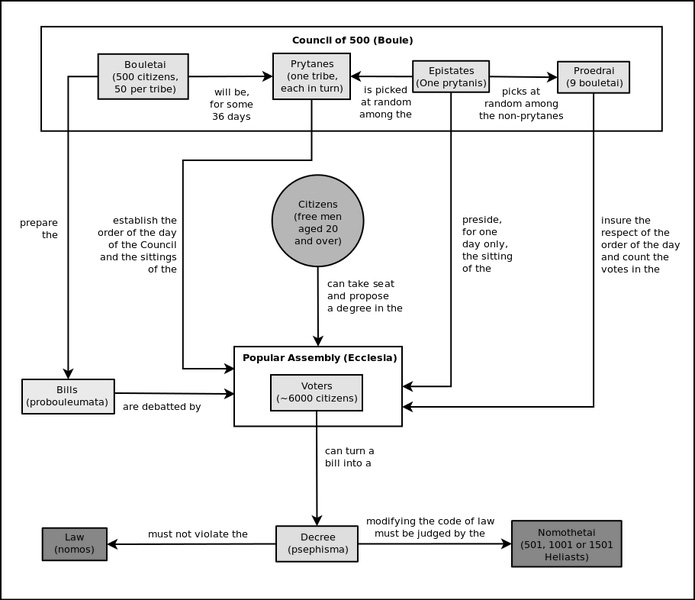 Council of 500 (Boule)
Bouletai
(500 citizens,
50 per tribe)
will be,
for some
36 days
Prytanes
(one tribe,
each in turn)
is picked
at random
among the
Epistates
(One prytanis)
picks at
random among
the non-prytanes
Proedrai
(9 bouletai)
prepare
the
establish the
order of the day
of the Council
and the sittings
of the
Citizens
(free men
aged 20
and over)
can take seat
and propose
a degree in the
preside,
for one
day only,
the sitting
of the
insure the
respect of the
order of the day
and count the
votes in the
Popular Assembly (Ecclesia)
Voters
(~6000 citizens)
Bills
(probouleumata)
are debatted by
can turn a
bill into a
Law
(nomos)
must not violate the
Decree
(psephisma)
modifying the code of law
must be judged by the
Nomothetai
(501, 1001 or 1501
Heliasts)